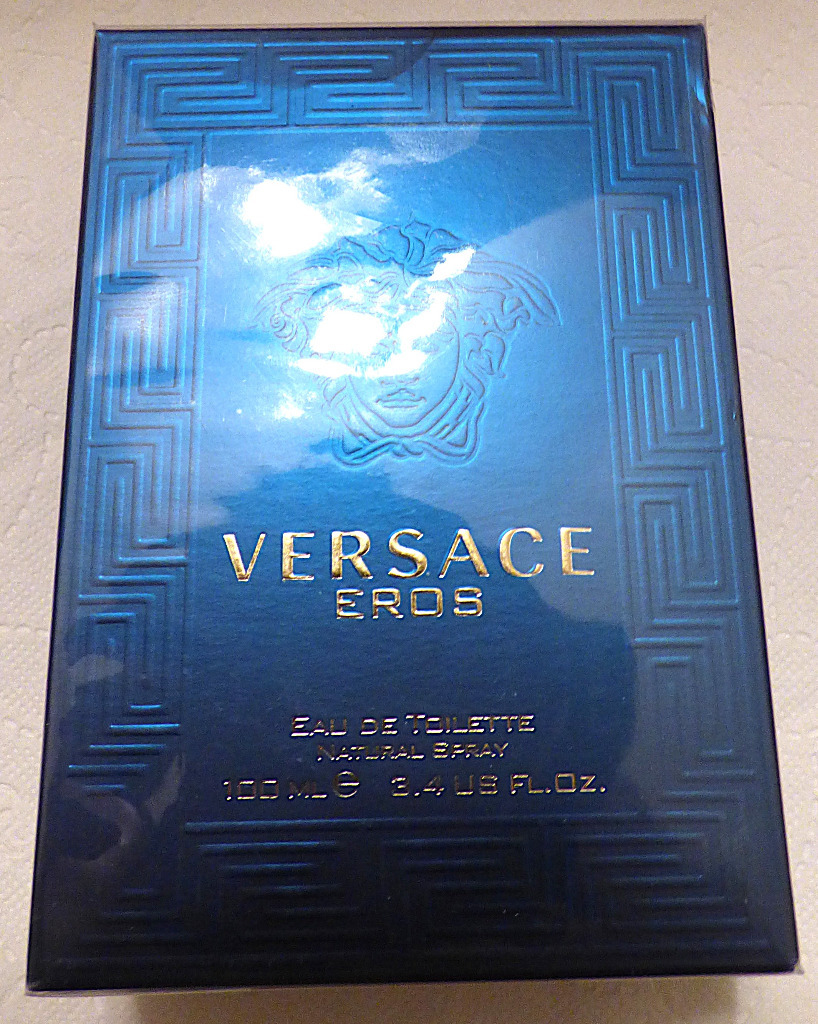 VERSACE
EROS
EAU DE TOILETTE
NATURAL SPRAY
100 ML ℮ 3.4 US FL.OZ.